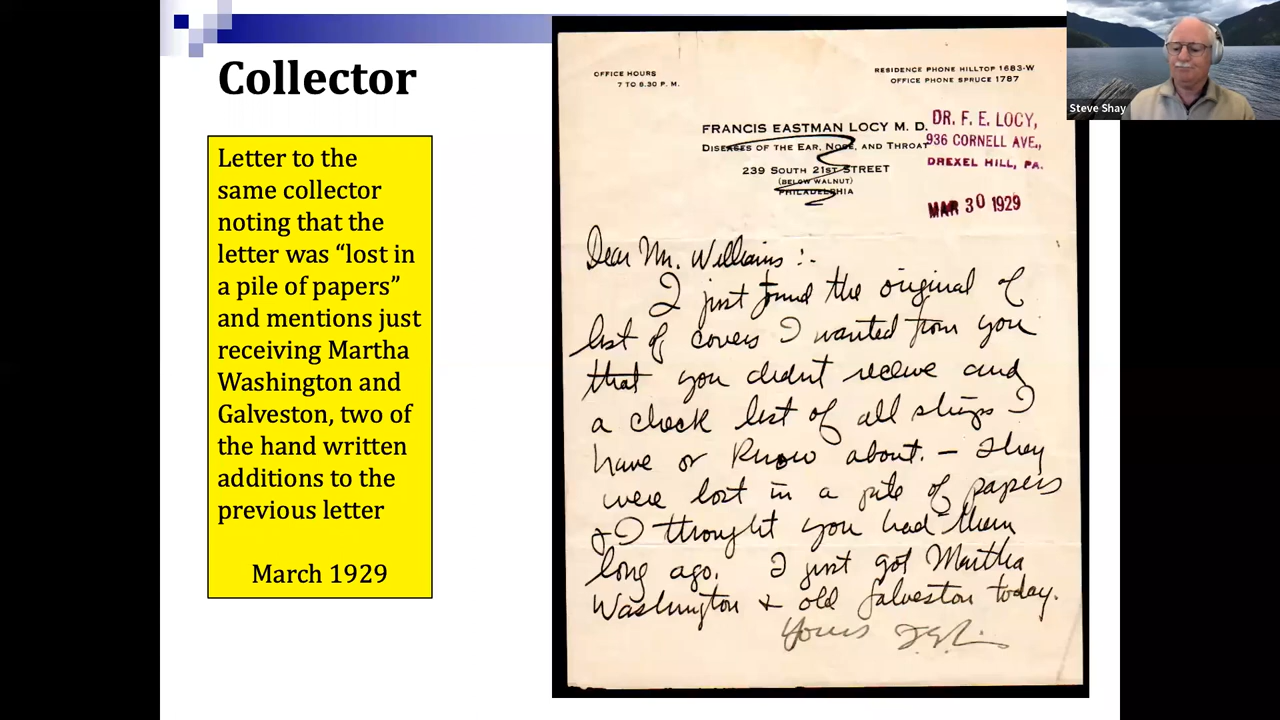 Collector
Letter to the
same collector
noting that the
letter was “lost in
a pile of papers”
and mentions just
receiving Martha
Washington and
Galveston, two of
the hand written
additions to the
previous letter
March 1929
OFFICE HOURS
7 TO 6.30 P. M.
RESIDENCE PHONE HILLTOP 1683-W
OFFICE PHONE SPRUCE 1787
FRANCIS EASTMAN LOCY M. D.
DISEASES OF THE EAR, NOSE, AND THROAT
239 SOUTH 21ST STREET
(BELOW WALNUT)
PHILADELPHIA
DR. F. E. LOCY,
936 CORNELL AVE.,
DREXEL HILL, PA.
MAR 30 1929
Dear Mr. Williams :-
I just found the original of
list of covers I wanted from you
that you didnt receive and
a check list of all ships I
have or know about. — They
were lost in a pile of papers
& I thought you had them
long ago. I just got Martha
Washington & old Galveston today.
Yours
Steve Shay